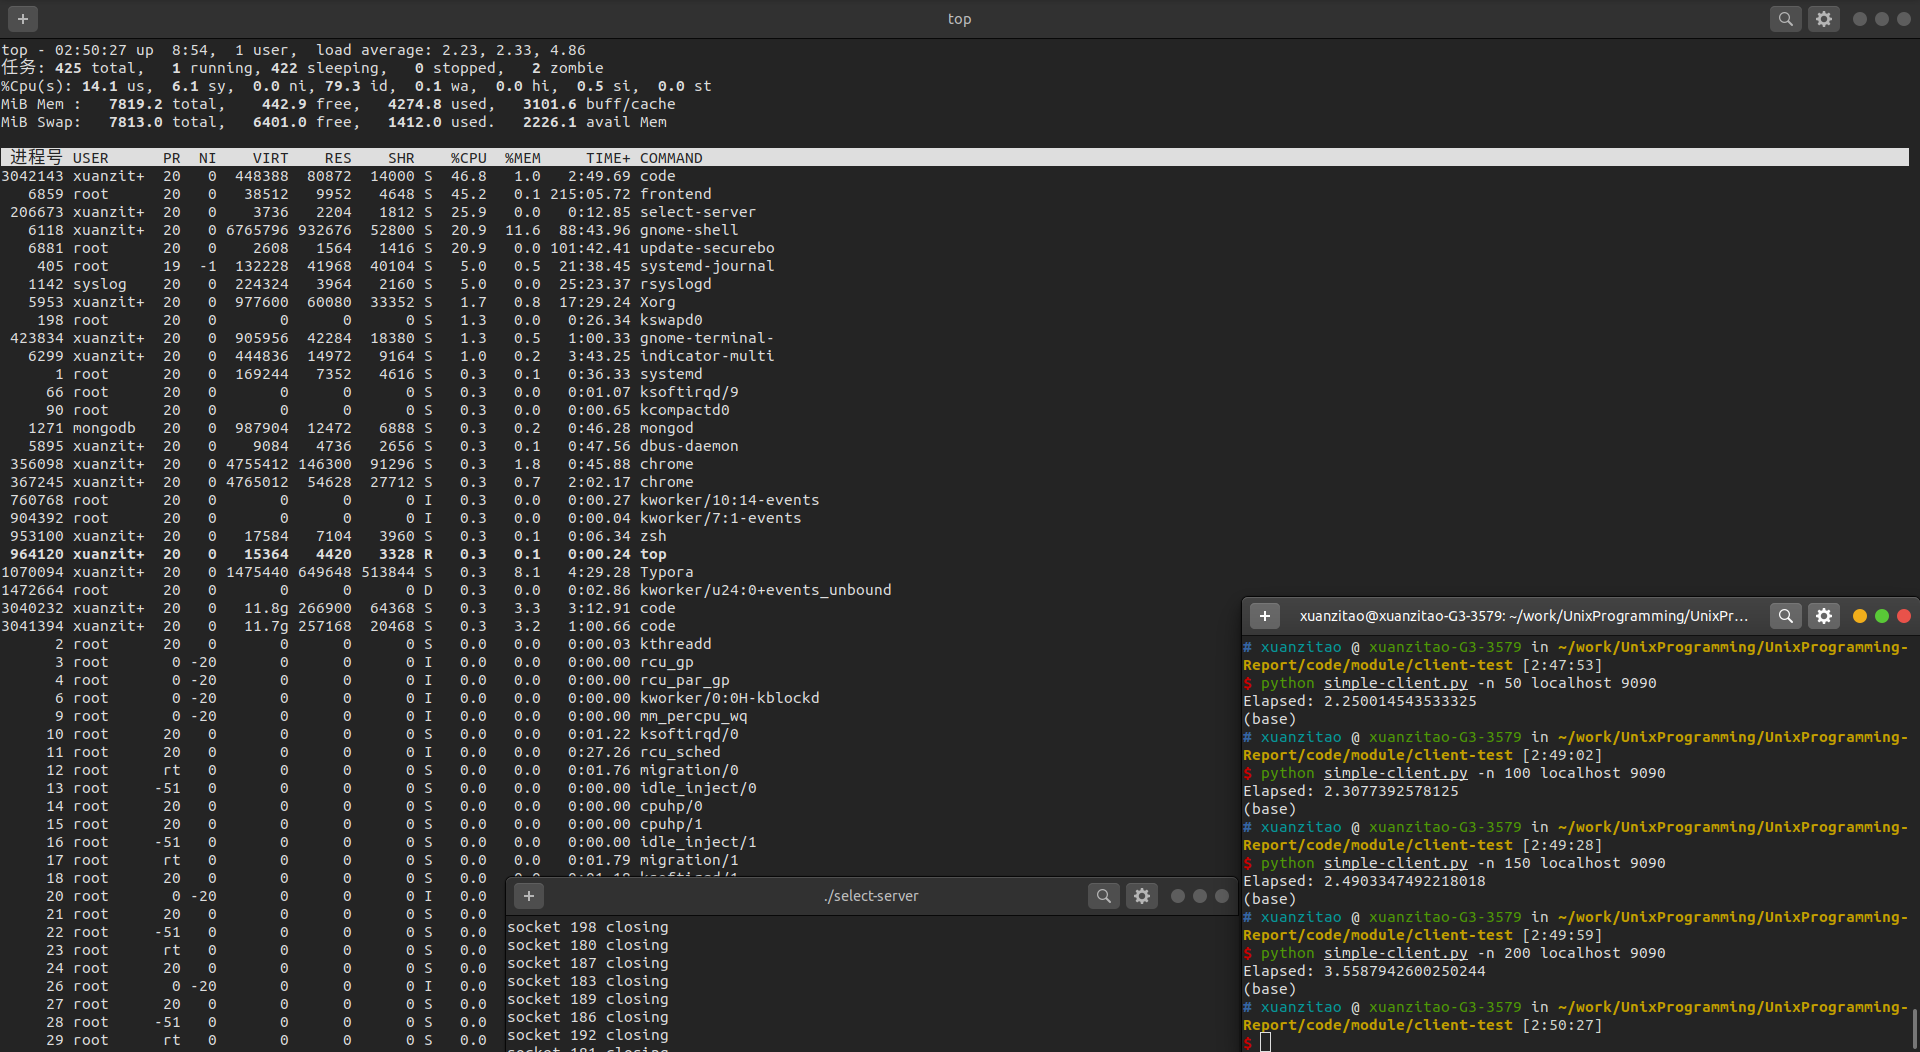 top
top - 02:50:27 up  8:54,  1 user,  load average: 2.23, 2.33, 4.86
任务: 425 total,   1 running, 422 sleeping,   0 stopped,   2 zombie
%Cpu(s): 14.1 us,  6.1 sy,  0.0 ni, 79.3 id,  0.1 wa,  0.0 hi,  0.5 si,  0.0 st
MiB Mem :   7819.2 total,    442.9 free,   4274.8 used,   3101.6 buff/cache
MiB Swap:   7813.0 total,   6401.0 free,   1412.0 used.   2226.1 avail Mem
进程号 USER      PR  NI    VIRT    RES    SHR    %CPU  %MEM     TIME+ COMMAND
3042143 xuanzit+  20   0  448388  80872  14000 S  46.8   1.0   2:49.69 code
6859 root      20   0   38512   9952   4648 S  45.2   0.1 215:05.72 frontend
206673 xuanzit+  20   0    3736   2204   1812 S  25.9   0.0   0:12.85 select-server
6118 xuanzit+  20   0 6765796 932676  52800 S  20.9  11.6  88:43.96 gnome-shell
6881 root      20   0    2608   1564   1416 S  20.9   0.0 101:42.41 update-securebo
405 root      19  -1  132228  41968  40104 S   5.0   0.5  21:38.45 systemd-journal
1142 syslog    20   0  224324   3964   2160 S   5.0   0.0  25:23.37 rsyslogd
5953 xuanzit+  20   0  977600  60080  33352 S   1.7   0.8  17:29.24 Xorg
198 root      20   0       0      0      0 S   1.3   0.0   0:26.34 kswapd0
423834 xuanzit+  20   0  905956  42284  18380 S   1.3   0.5   1:00.33 gnome-terminal-
6299 xuanzit+  20   0  444836  14972   9164 S   1.0   0.2   3:43.25 indicator-multi
1 root      20   0  169244   7352   4616 S   0.3   0.1   0:36.33 systemd
66 root      20   0       0      0      0 S   0.3   0.0   0:01.07 ksoftirqd/9
90 root      20   0       0      0      0 S   0.3   0.0   0:00.65 kcompactd0
1271 mongodb   20   0  987904  12472   6888 S   0.3   0.2   0:46.28 mongod
5895 xuanzit+  20   0    9084   4736   2656 S   0.3   0.1   0:47.56 dbus-daemon
356098 xuanzit+  20   0 4755412 146300  91296 S   0.3   1.8   0:45.88 chrome
367245 xuanzit+  20   0 4765012  54628  27712 S   0.3   0.7   2:02.17 chrome
760768 root      20   0       0      0      0 I   0.3   0.0   0:00.27 kworker/10:14-events
904392 root      20   0       0      0      0 I   0.3   0.0   0:00.04 kworker/7:1-events
953100 xuanzit+  20   0   17584   7104   3960 S   0.3   0.1   0:06.34 zsh
964120 xuanzit+  20   0   15364   4420   3328 R   0.3   0.1   0:00.24 top
1070094 xuanzit+  20   0 1475440 649648 513844 S   0.3   8.1   4:29.28 Typora
1472664 root      20   0       0      0      0 D   0.3   0.0   0:02.86 kworker/u24:0+events_unbound
3040232 xuanzit+  20   0   11.8g 266900  64368 S   0.3   3.3   3:12.91 code
3041394 xuanzit+  20   0   11.7g 257168  20468 S   0.3   3.2   1:00.66 code
2 root      20   0       0      0      0 S   0.0   0.0   0:00.03 kthreadd
3 root       0 -20       0      0      0 I   0.0   0.0   0:00.00 rcu_gp
4 root       0 -20       0      0      0 I   0.0   0.0   0:00.00 rcu_par_gp
6 root       0 -20       0      0      0 I   0.0   0.0   0:00.00 kworker/0:0H-kblockd
9 root       0 -20       0      0      0 I   0.0   0.0   0:00.00 mm_percpu_wq
10 root      20   0       0      0      0 S   0.0   0.0   0:01.22 ksoftirqd/0
11 root      20   0       0      0      0 I   0.0   0.0   0:27.26 rcu_sched
12 root      rt   0       0      0      0 S   0.0   0.0   0:01.76 migration/0
13 root     -51   0       0      0      0 S   0.0   0.0   0:00.00 idle_inject/0
14 root      20   0       0      0      0 S   0.0   0.0   0:00.00 cpuhp/0
15 root      20   0       0      0      0 S   0.0   0.0   0:00.00 cpuhp/1
16 root     -51   0       0      0      0 S   0.0   0.0   0:00.00 idle_inject/1
17 root      rt   0       0      0      0 S   0.0   0.0   0:01.79 migration/1
18 root      20   0       0      0      0 S   0.0
20 root       0 -20       0      0      0 I   0.0
21 root      20   0       0      0      0 S   0.0
22 root     -51   0       0      0      0 S   0.0
23 root      rt   0       0      0      0 S   0.0
24 root      20   0       0      0      0 S   0.0
26 root       0 -20       0      0      0 I   0.0
27 root      20   0       0      0      0 S   0.0
28 root     -51   0       0      0      0 S   0.0
29 root      rt   0       0      0      0 S   0.0
./select-server
socket 198 closing
socket 180 closing
socket 187 closing
socket 183 closing
socket 189 closing
socket 186 closing
socket 192 closing
socket 181 closing
xuanzitao@xuanzitao-G3-3579: ~/work/UnixProgramming/UnixPr...
# xuanzitao @ xuanzitao-G3-3579 in ~/work/UnixProgramming/UnixProgramming-
Report/code/module/client-test [2:47:53]
$ python simple-client.py -n 50 localhost 9090
Elapsed: 2.250014543533325
(base)
# xuanzitao @ xuanzitao-G3-3579 in ~/work/UnixProgramming/UnixProgramming-
Report/code/module/client-test [2:49:02]
$ python simple-client.py -n 100 localhost 9090
Elapsed: 2.3077392578125
(base)
# xuanzitao @ xuanzitao-G3-3579 in ~/work/UnixProgramming/UnixProgramming-
Report/code/module/client-test [2:49:28]
$ python simple-client.py -n 150 localhost 9090
Elapsed: 2.4903347492218018
(base)
# xuanzitao @ xuanzitao-G3-3579 in ~/work/UnixProgramming/UnixProgramming-
Report/code/module/client-test [2:49:59]
$ python simple-client.py -n 200 localhost 9090
Elapsed: 3.5587942600250244
(base)
# xuanzitao @ xuanzitao-G3-3579 in ~/work/UnixProgramming/UnixProgramming-
Report/code/module/client-test [2:50:27]
$